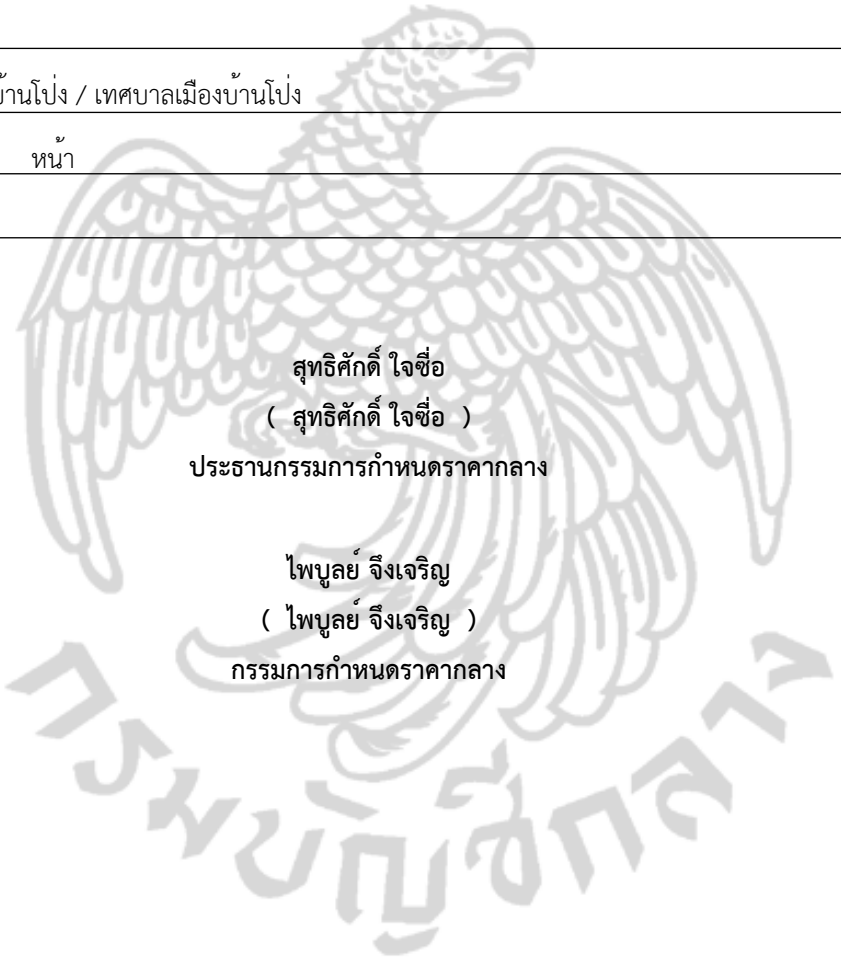 บ้านโป่ง / เทศบาลเมืองบ้านโป่ง
หน้า
สุทธิศักดิ์ ใจซื่อ
( สุทธิศักดิ์ ใจซื่อ )
ประธานกรรมการกำหนดราคากลาง
ไพบูลย์ จึงเจริญ
( ไพบูลย์ จึงเจริญ )
กรรมการกำหนดราคากลาง
กรมบัญชีกลาง